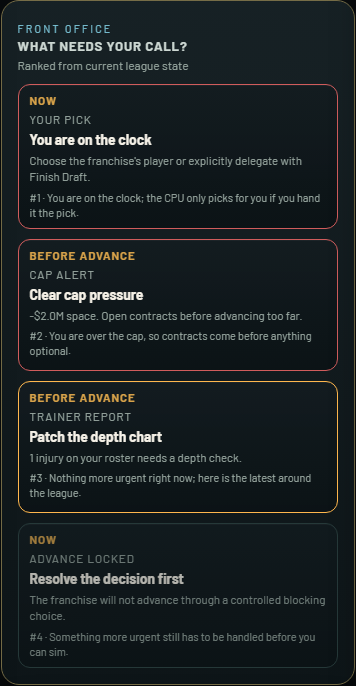 FRONT OFFICE
WHAT NEEDS YOUR CALL?
Ranked from current league state
NOW
YOUR PICK
You are on the clock
Choose the franchise's player or explicitly delegate with
Finish Draft.
#1 · You are on the clock; the CPU only picks for you if you hand
it the pick.
BEFORE ADVANCE
CAP ALERT
Clear cap pressure
-$2.0M space. Open contracts before advancing too far.
#2 · You are over the cap, so contracts come before anything
optional.
BEFORE ADVANCE
TRAINER REPORT
Patch the depth chart
1 injury on your roster needs a depth check.
#3 · Nothing more urgent right now; here is the latest around
the league.
NOW
ADVANCE LOCKED
Resolve the decision first
The franchise will not advance through a controlled blocking
choice.
#4 · Something more urgent still has to be handled before you
can sim.